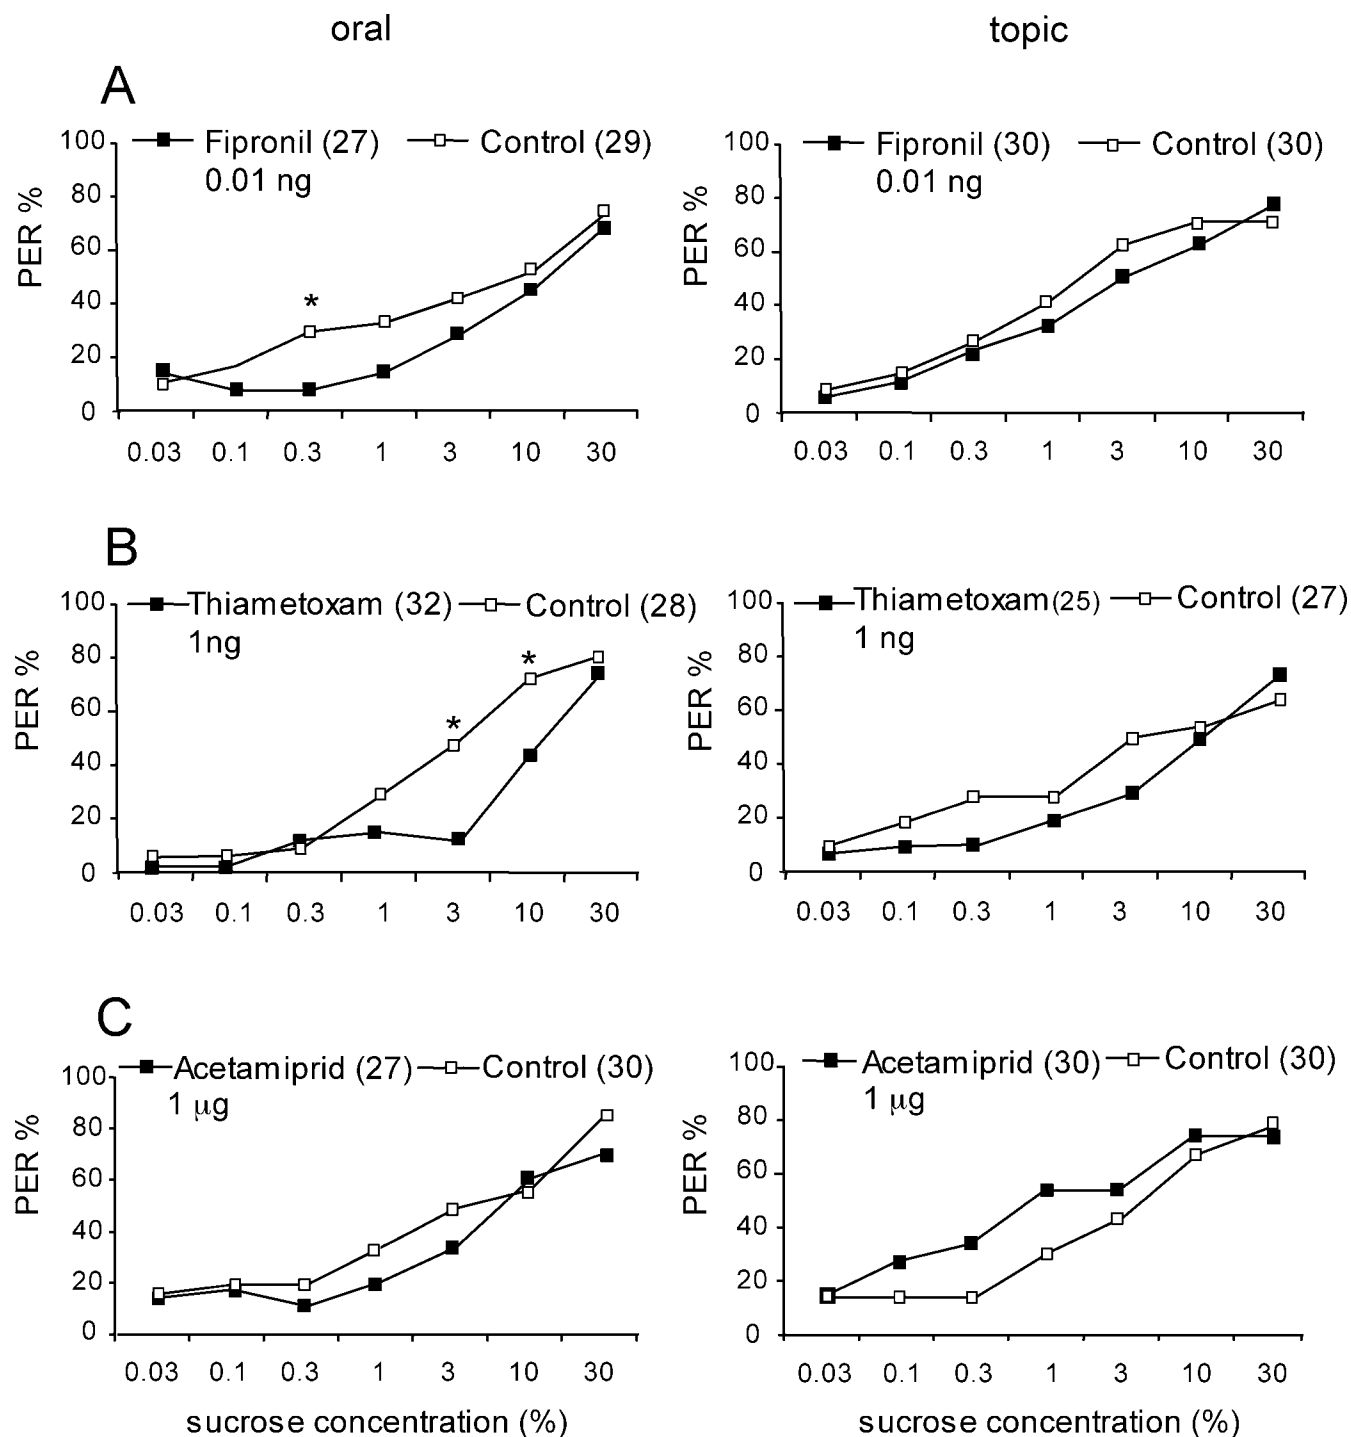 oral
topic
A
Fipronil (27)
0.01 ng
Control (29)
PER %
100
80
60
40
20
0
*
0.03 0.1 0.3 1 3 10 30
Fipronil (30)
0.01 ng
Control (30)
PER %
100
80
60
40
20
0
0.03 0.1 0.3 1 3 10 30
B
Thiametoxam (32)
1ng
Control (28)
PER %
100
80
60
40
20
0
*
*
0.03 0.1 0.3 1 3 10 30
Thiametoxam(25)
1 ng
Control (27)
PER %
100
80
60
40
20
0
0.03 0.1 0.3 1 3 10 30
C
Acetamiprid (27)
1 µg
Control (30)
PER %
100
80
60
40
20
0
0.03 0.1 0.3 1 3 10 30
sucrose concentration (%)
Acetamiprid (30)
1 µg
Control (30)
PER %
100
80
60
40
20
0
0.03 0.1 0.3 1 3 10 30
sucrose concentration (%)